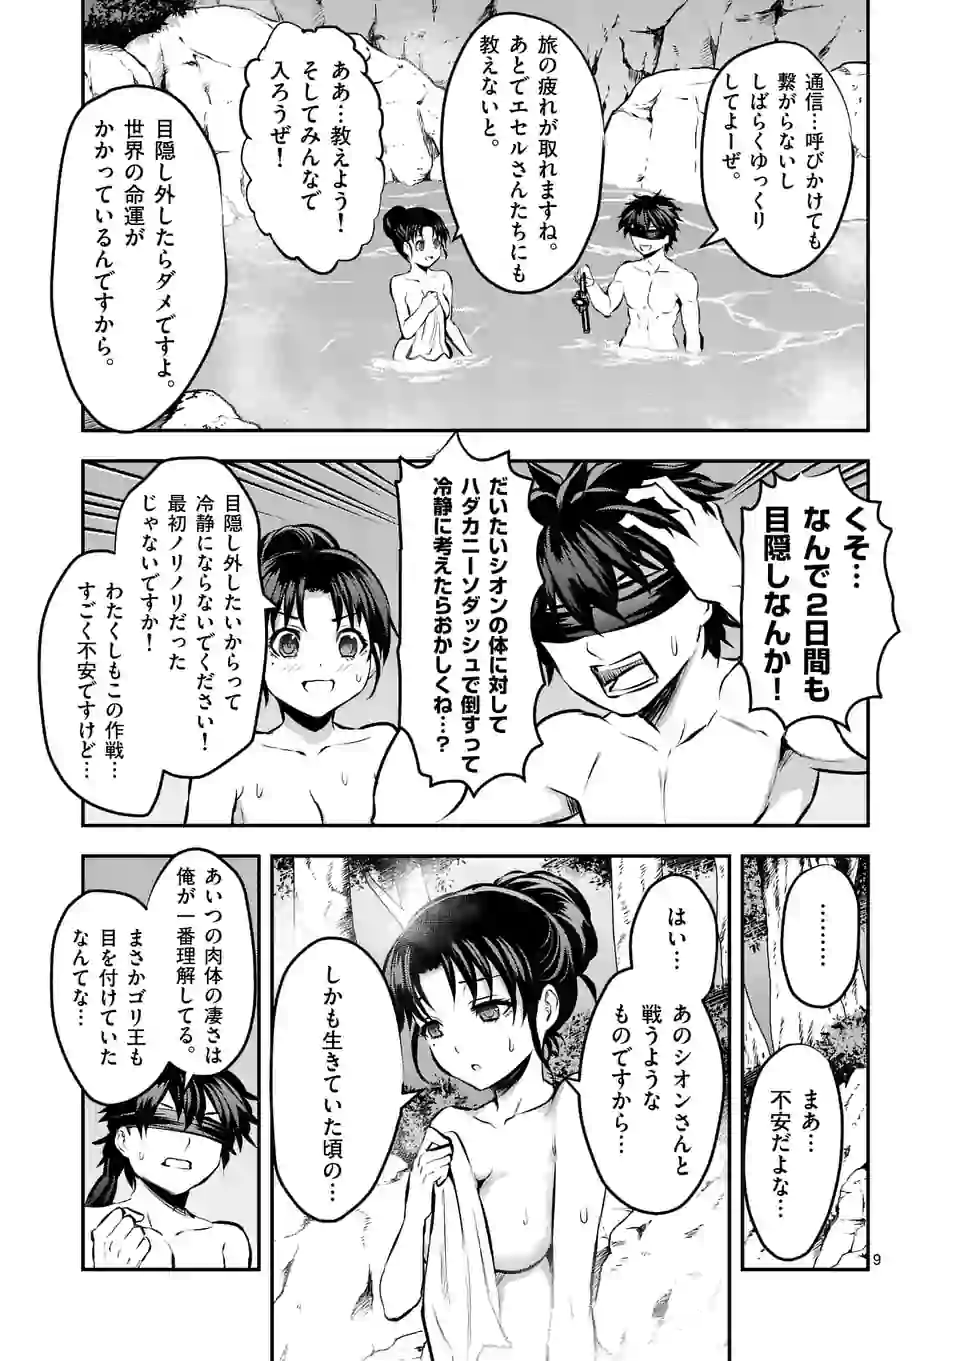 通信…呼びかけても
繋がらないし
しばらくゆっくり
してよーぜ。
旅の疲れが取れますね。
あとでエセルさんたちにも
教えないと。
ああ…教えよう！
そしてみんなで
入ろうぜ！
目隠し外したらダメですよ。
世界の命運が
かかっているんですから。
くそ…
なんで2日間も
目隠しなんか！
だいたいシオンの体に対して
ハダカニーソダッシュで倒すって
冷静に考えたらおかしくね…？
目隠し外したいからって
冷静にならないでください！
最初ノリノリだった
じゃないですか！
わたくしもこの作戦…
すごく不安ですけど…
………
まあ…
不安だよな…
はい…
あのシオンさんと
戦うような
ものですから…
しかも生きていた頃の…
あいつの肉体の凄さは
俺が一番理解してる。
まさかゴリ王も
目を付けていた
なんてな…
9